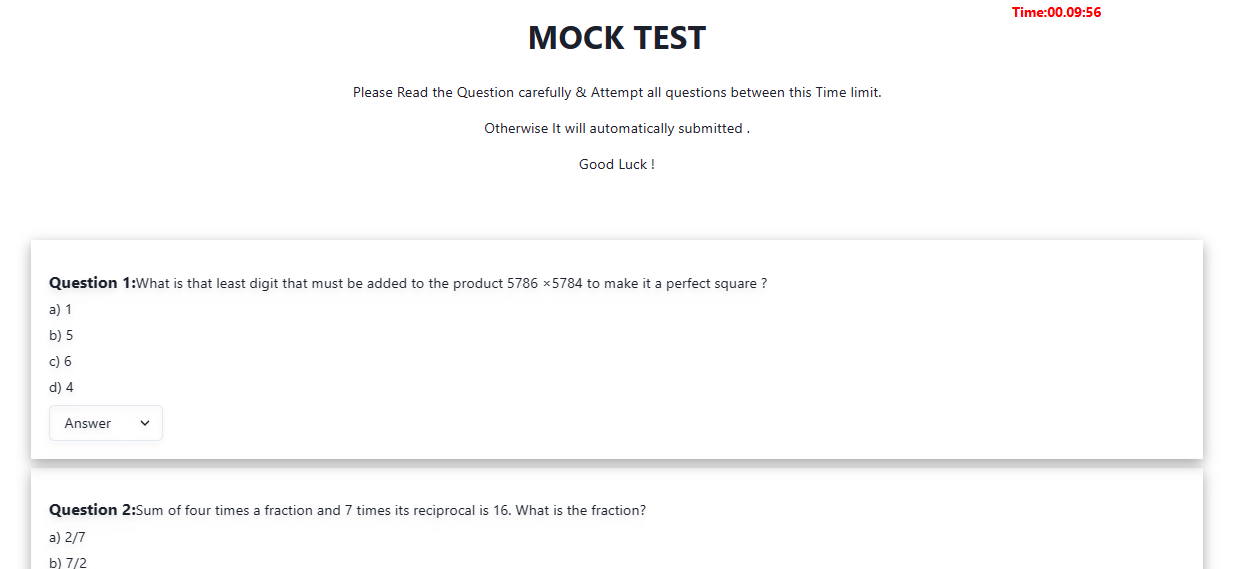 Time:00.09:56
MOCK TEST
Please Read the Question carefully & Attempt all questions between this Time limit.
Otherwise It will automatically submitted .
Good Luck !
Question 1:What is that least digit that must be added to the product 5786 ×5784 to make it a perfect square ?
a) 1
b) 5
c) 6
d) 4
Answer
Question 2:Sum of four times a fraction and 7 times its reciprocal is 16. What is the fraction?
a) 2/7
b) 7/2